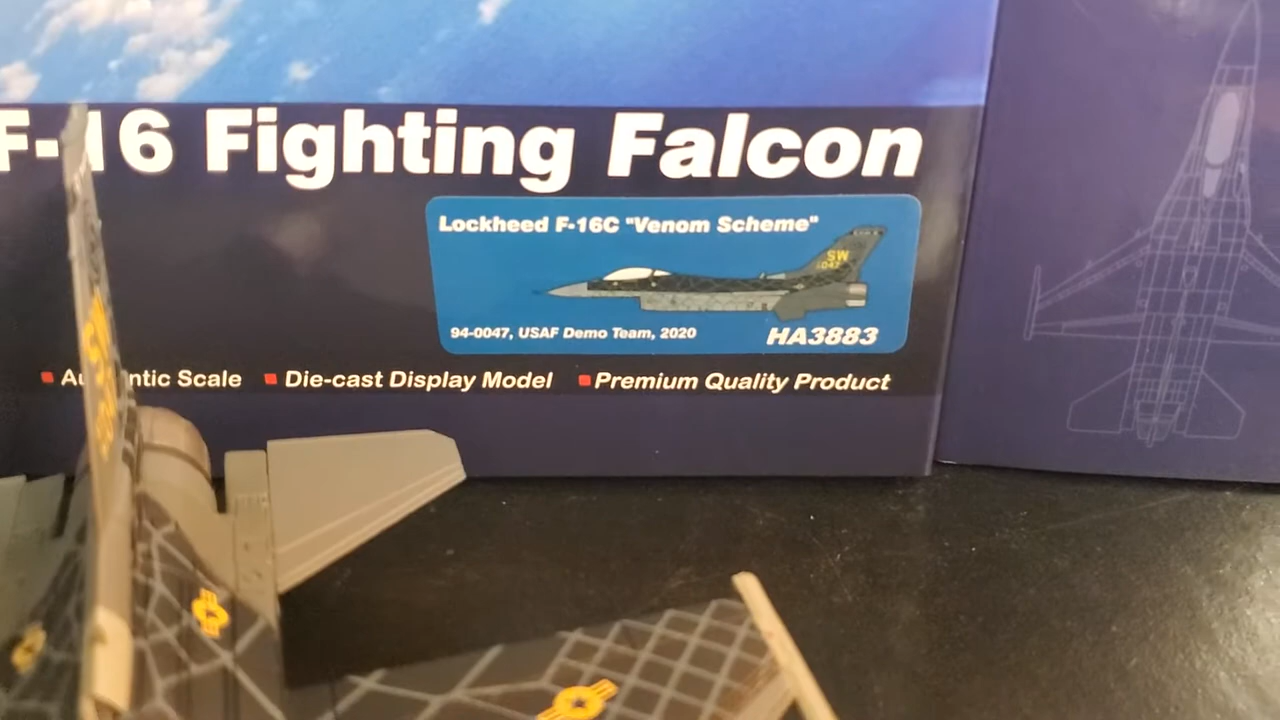 F-16 Fighting Falcon
Lockheed F-16C "Venom Scheme"
SW
94-0047, USAF Demo Team, 2020
HA3883
Die-cast Display Model
Premium Quality Product
Scale